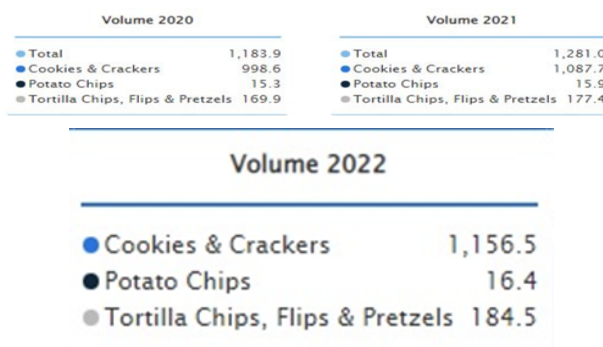 Volume 2020
Total 1,183.9
Cookies & Crackers 998.6
Potato Chips 15.3
Tortilla Chips, Flips & Pretzels 169.9
Volume 2021
Total 1,281.0
Cookies & Crackers 1,087.7
Potato Chips 15.9
Tortilla Chips, Flips & Pretzels 177.4
Volume 2022
Cookies & Crackers 1,156.5
Potato Chips 16.4
Tortilla Chips, Flips & Pretzels 184.5